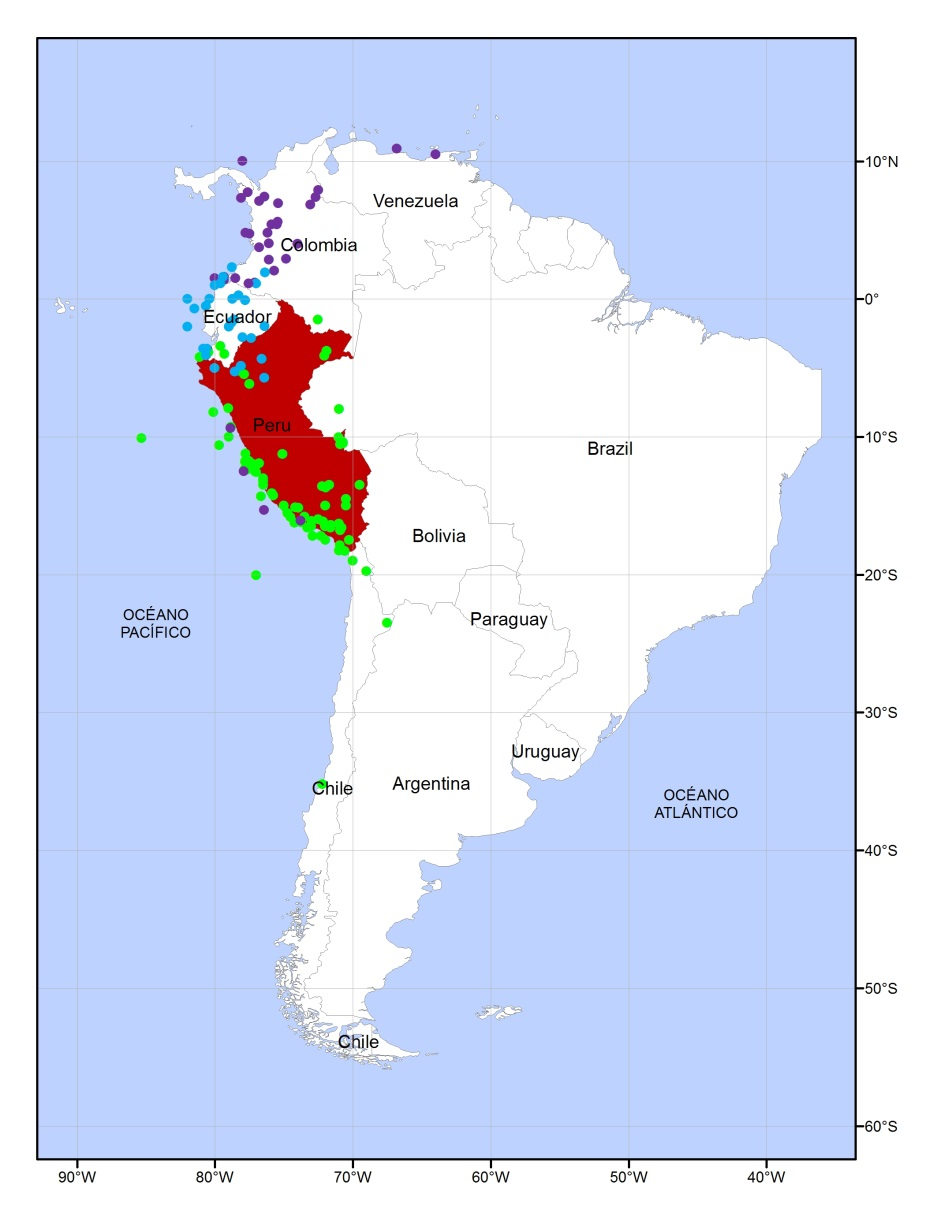 10°N
Venezuela
Colombia
0°
Ecuador
Peru
10°S
Brazil
Bolivia
20°S
OCÉANO
PACÍFICO
Paraguay
30°S
Uruguay
Chile
Argentina
OCÉANO
ATLÁNTICO
40°S
50°S
Chile
60°S
90°W
80°W
70°W
60°W
50°W
40°W